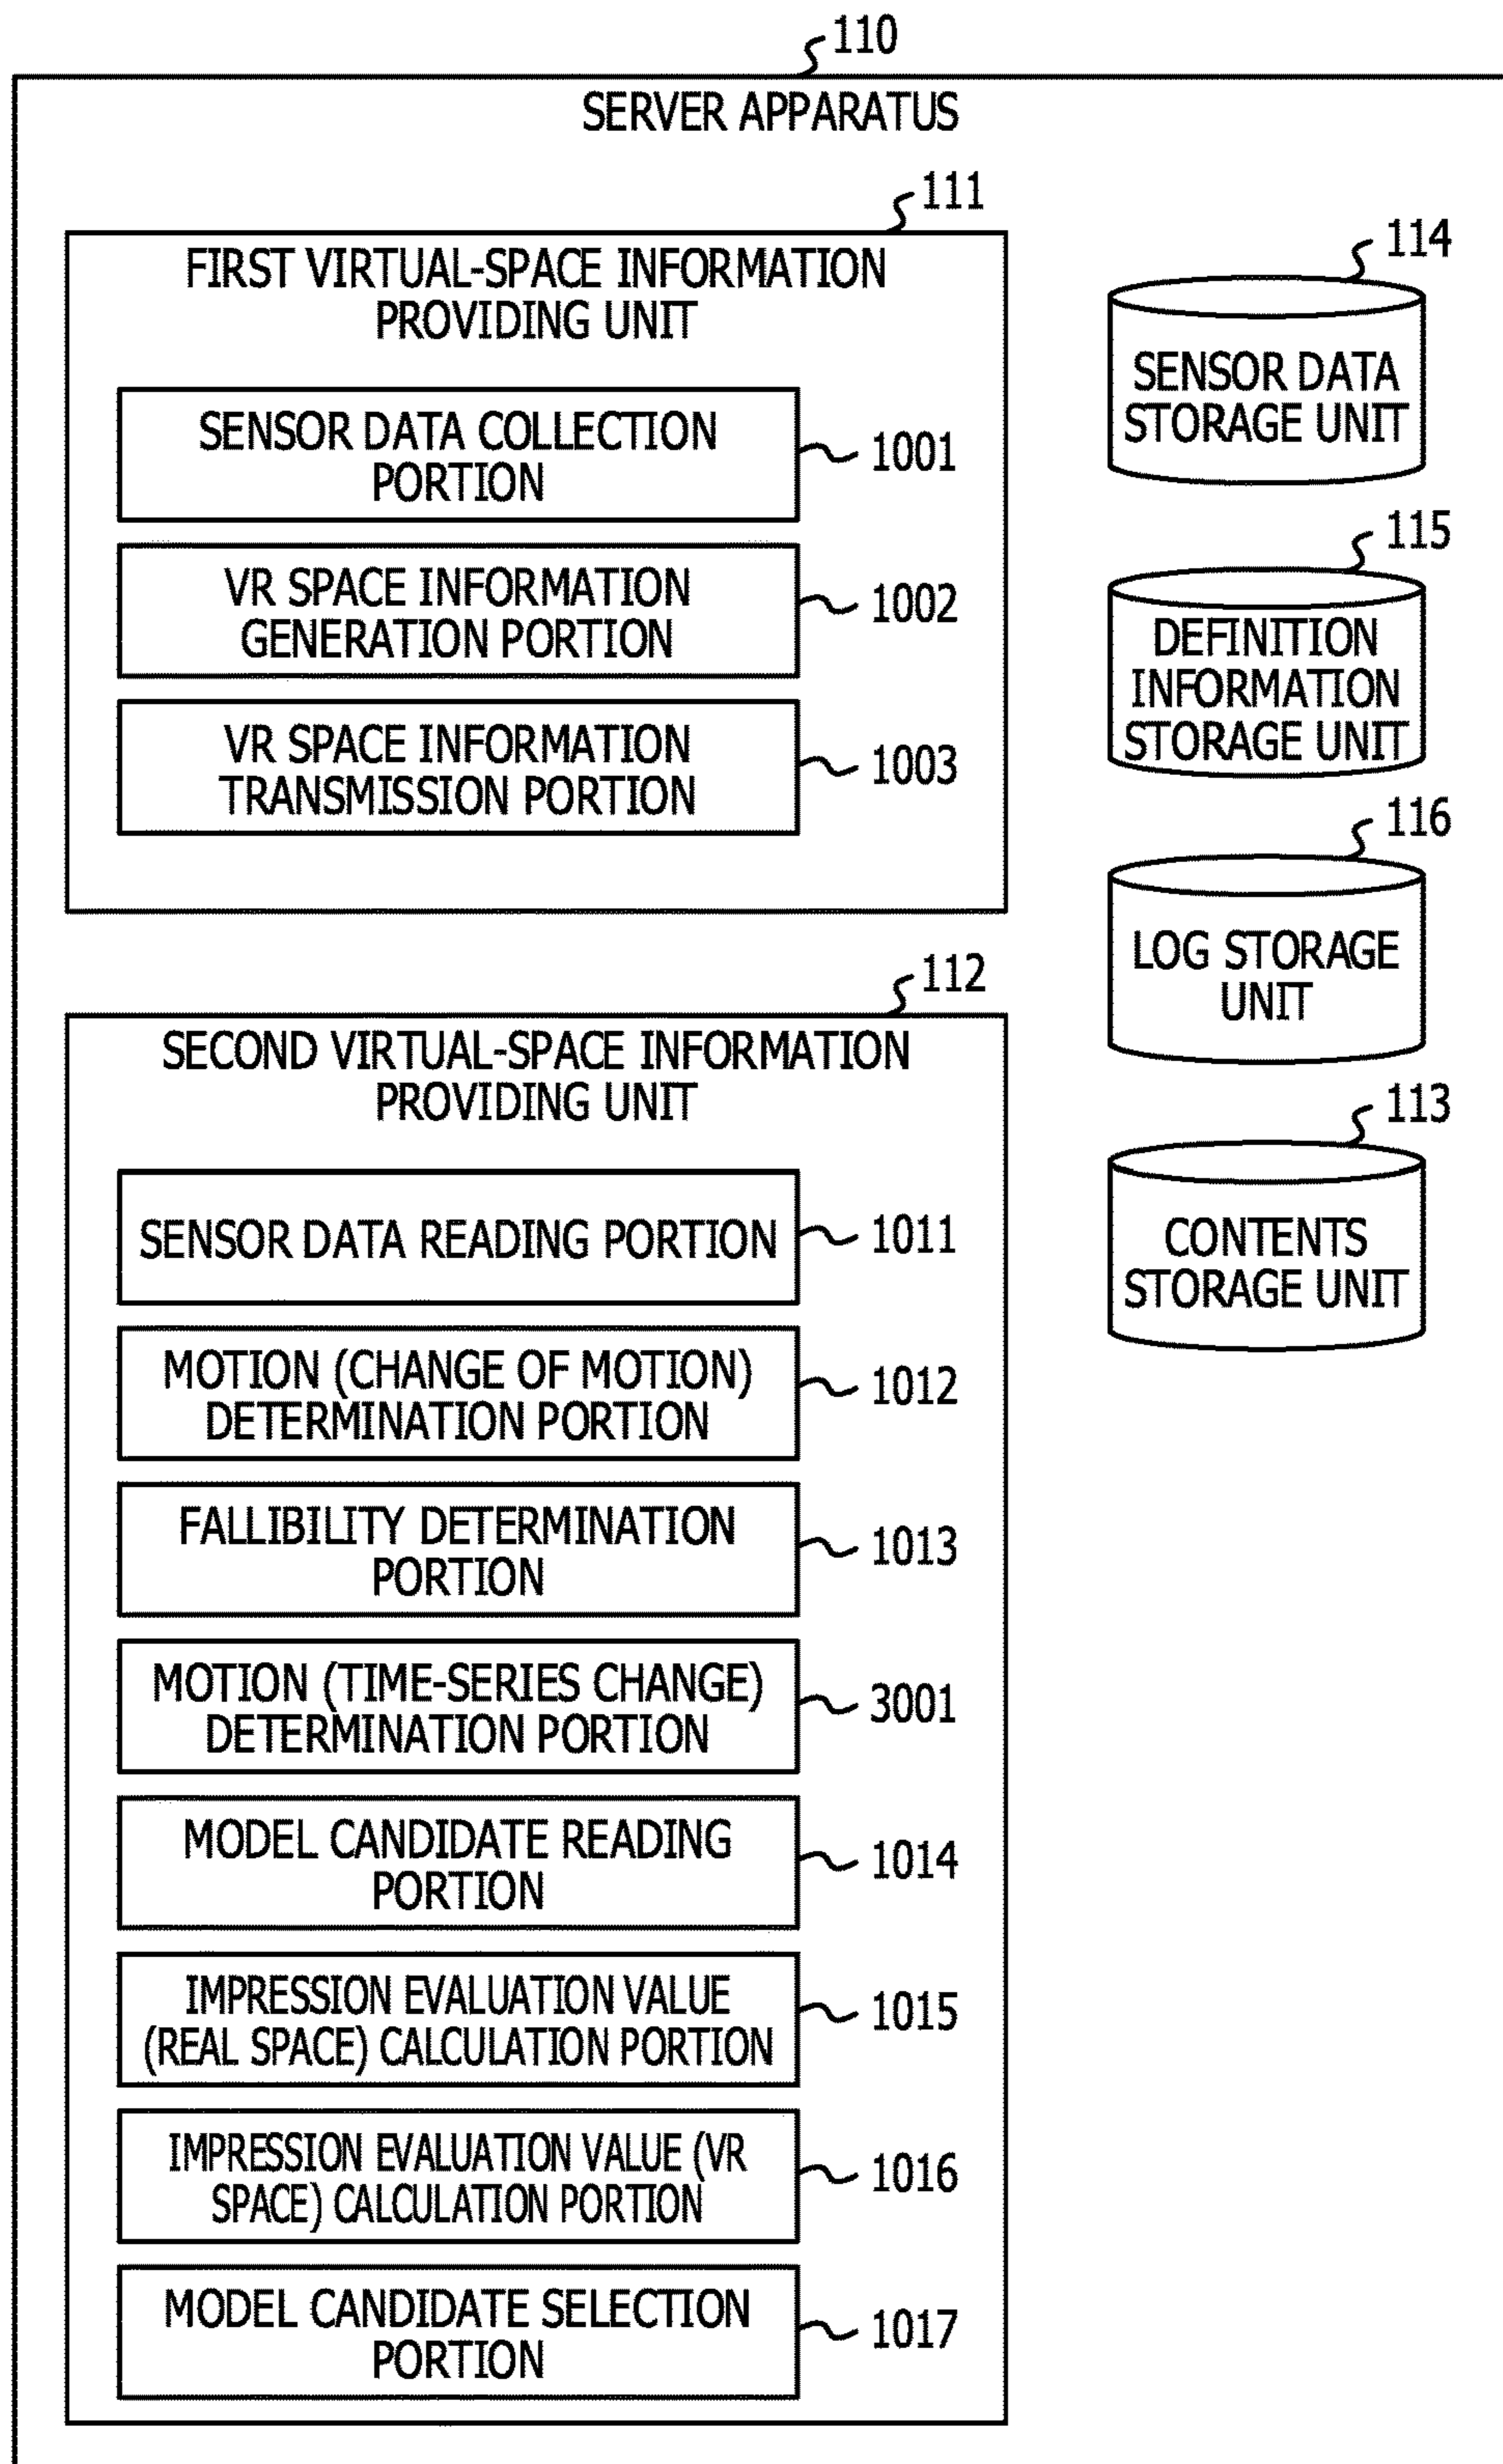 110
SERVER APPARATUS
111
FIRST VIRTUAL-SPACE INFORMATION
PROVIDING UNIT
SENSOR DATA COLLECTION
PORTION
1001
VR SPACE INFORMATION
GENERATION PORTION
1002
VR SPACE INFORMATION
TRANSMISSION PORTION
1003
112
SECOND VIRTUAL-SPACE INFORMATION
PROVIDING UNIT
SENSOR DATA READING PORTION
1011
MOTION (CHANGE OF MOTION)
DETERMINATION PORTION
1012
FALLIBILITY DETERMINATION
PORTION
1013
MOTION (TIME-SERIES CHANGE)
DETERMINATION PORTION
3001
MODEL CANDIDATE READING
PORTION
1014
IMPRESSION EVALUATION VALUE
(REAL SPACE) CALCULATION PORTION
1015
IMPRESSION EVALUATION VALUE (VR
SPACE) CALCULATION PORTION
1016
MODEL CANDIDATE SELECTION
PORTION
1017
114
SENSOR DATA
STORAGE UNIT
115
DEFINITION
INFORMATION
STORAGE UNIT
116
LOG STORAGE
UNIT
113
CONTENTS
STORAGE UNIT